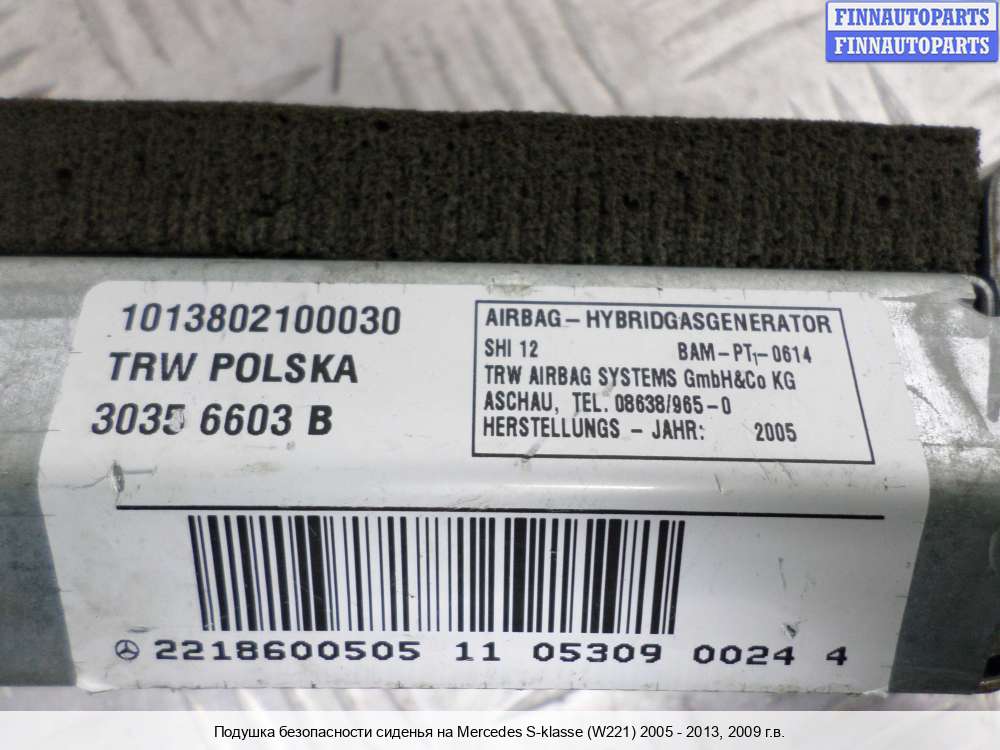 FINNAUTOPARTS
FINNAUTOPARTS
1013802100030
TRW POLSKA
3035 6603 B
AIRBAG – HYBRIDGASGENERATOR
SHI 12 BAM–PT₁–0614
TRW AIRBAG SYSTEMS GmbH&Co KG
ASCHAU, TEL. 08638/965–0
HERSTELLUNGS – JAHR: 2005
2218600505 11 05309 0024 4
Подушка безопасности сиденья на Mercedes S-klasse (W221) 2005 - 2013, 2009 г.в.